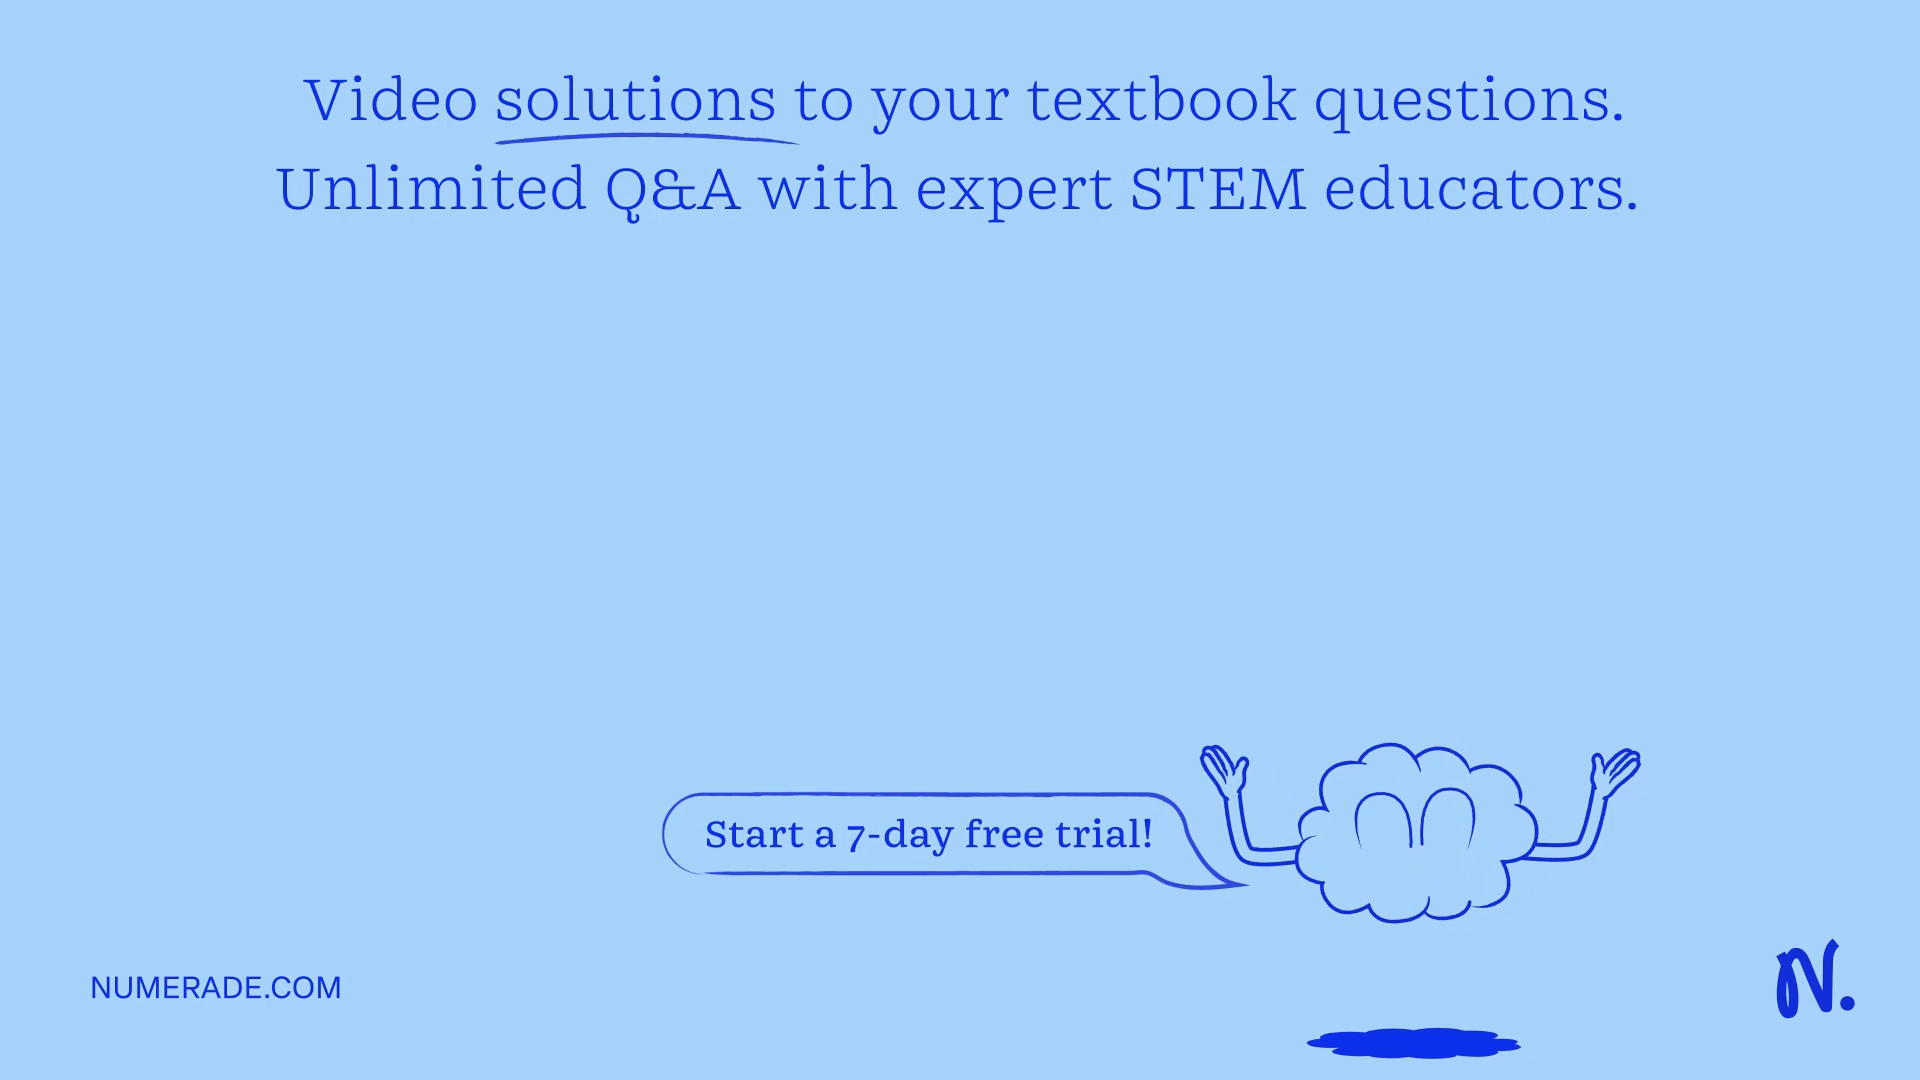 Video solutions to your textbook questions.
Unlimited Q&A with expert STEM educators.
Start a 7-day free trial!
NUMERADE.COM
N.